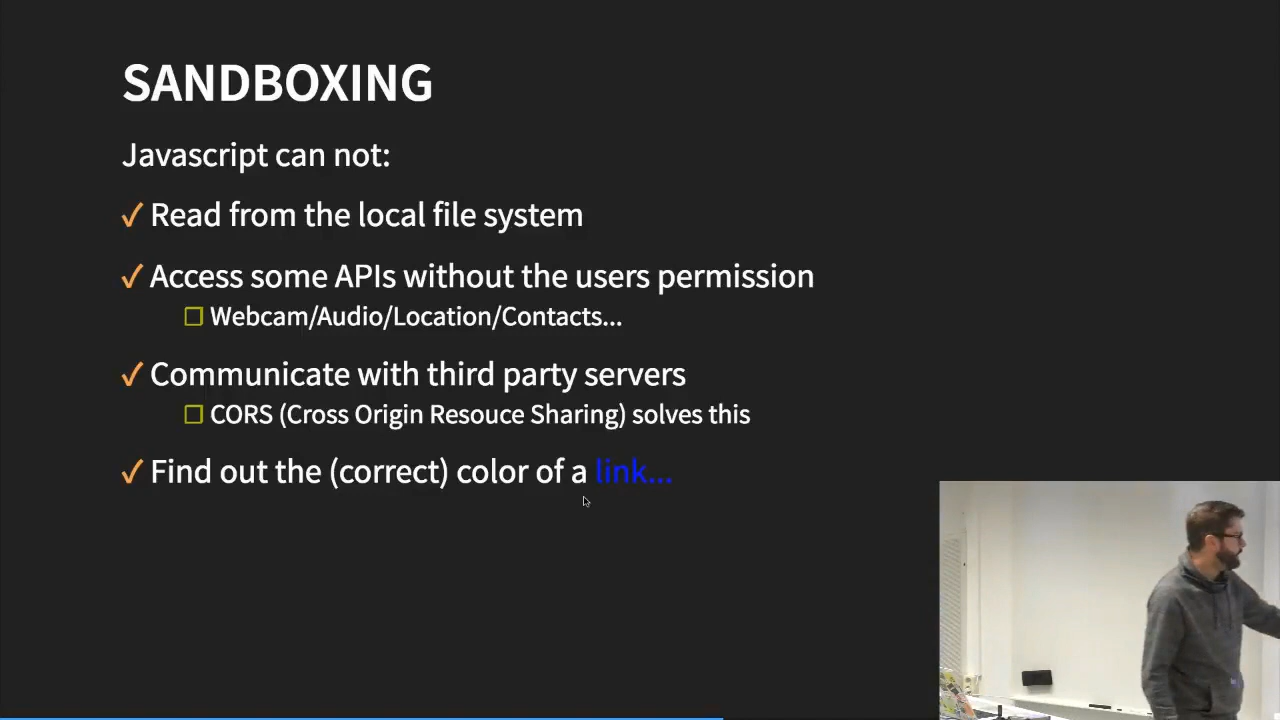 SANDBOXING
Javascript can not:
✓ Read from the local file system
✓ Access some APIs without the users permission
❒ Webcam/Audio/Location/Contacts...
✓ Communicate with third party servers
❒ CORS (Cross Origin Resouce Sharing) solves this
✓ Find out the (correct) color of a link...